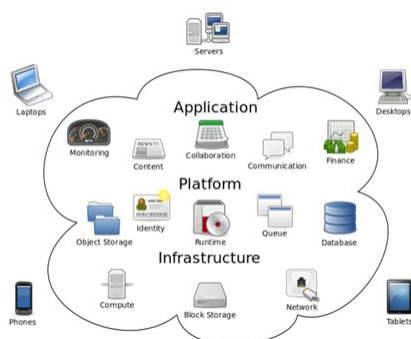 Servers
Laptops
Desktops
Application
Monitoring
NEWS
Content
Collaboration
Communication
Finance
Platform
Object Storage
Identity
Runtime
Queue
Database
Infrastructure
Compute
Block Storage
Network
Phones
Tablets